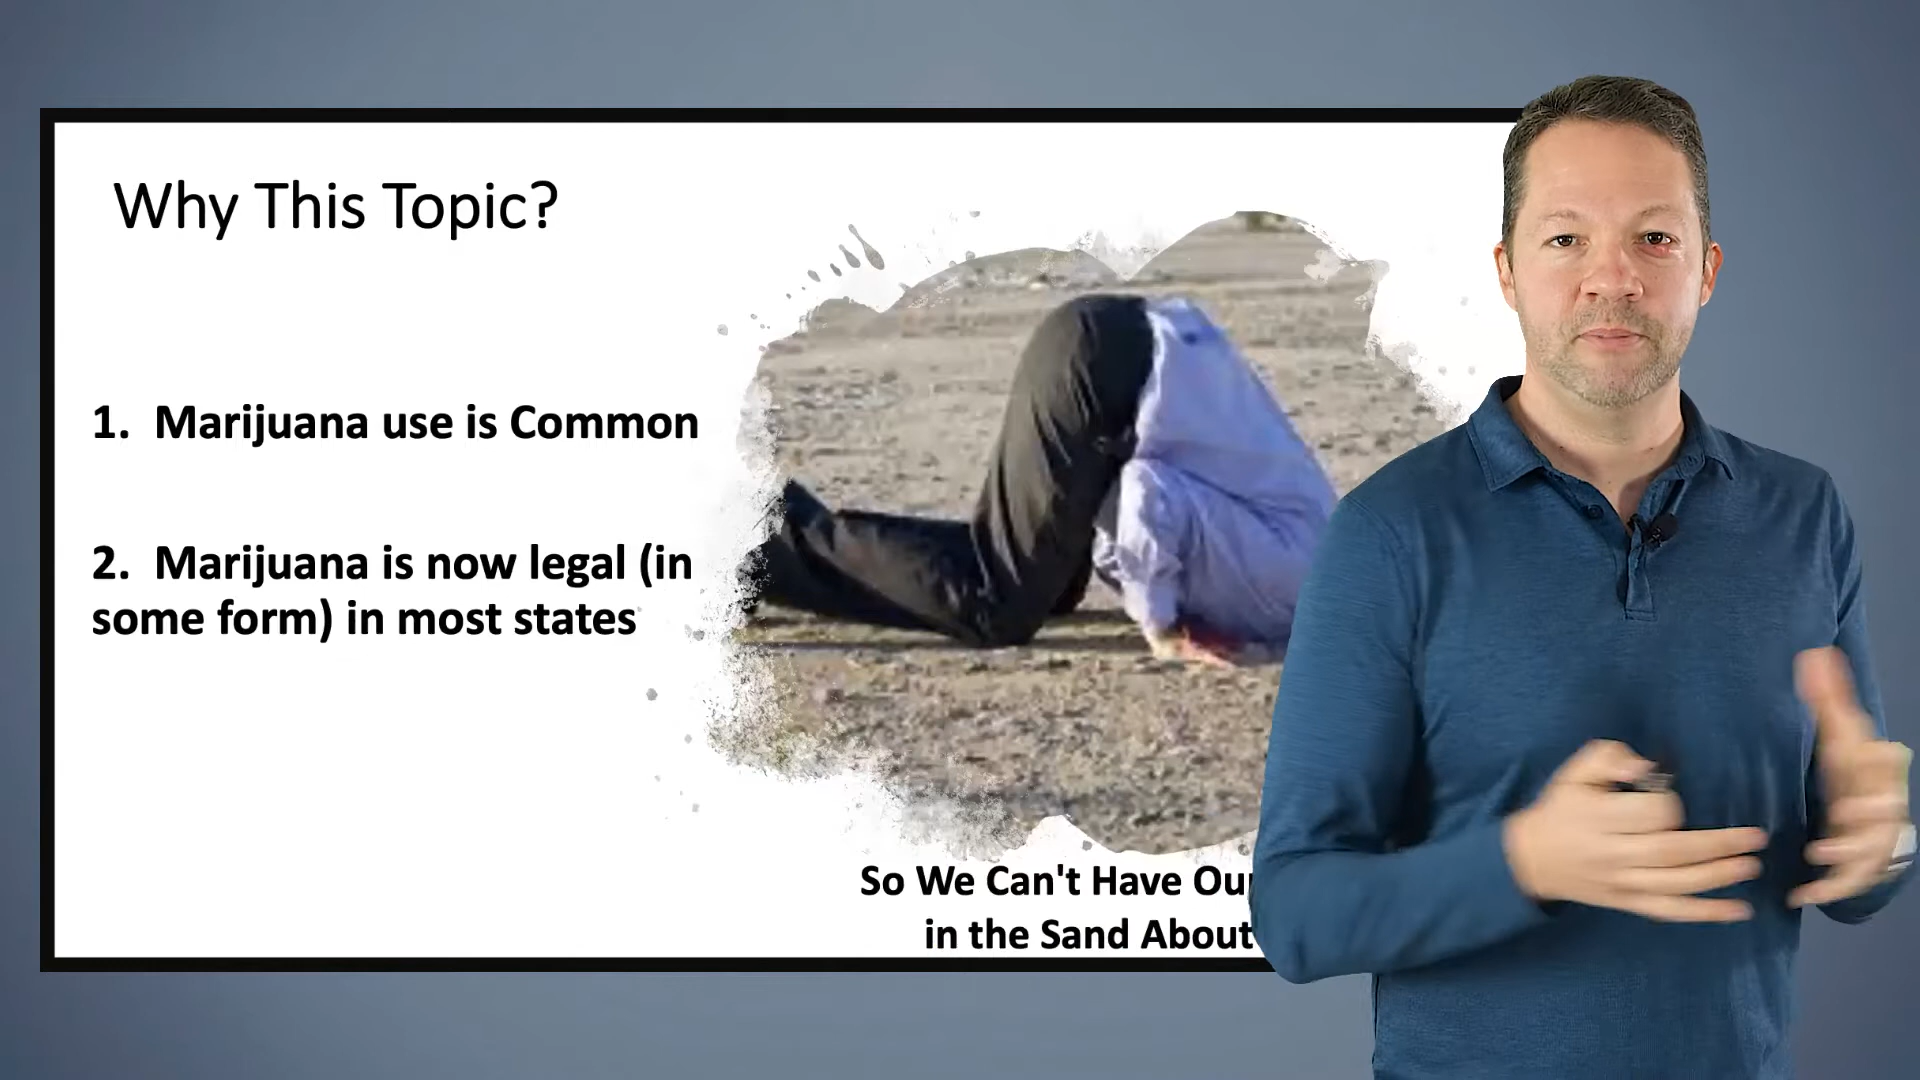 Why This Topic?
1. Marijuana use is Common
2. Marijuana is now legal (in
some form) in most states
So We Can't Have Our
in the Sand About